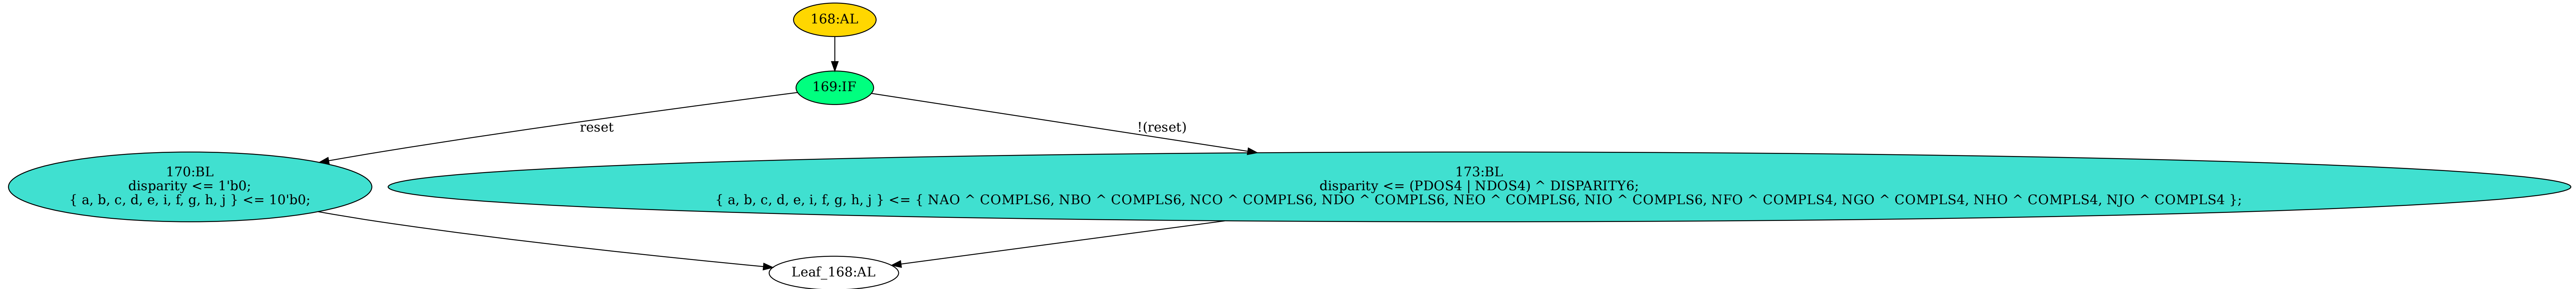 168:AL
169:IF
reset
!(reset)
170:BL
disparity <= 1'b0;
{ a, b, c, d, e, i, f, g, h, j } <= 10'b0;
173:BL
disparity <= (PDOS4 | NDOS4) ^ DISPARITY6;
{ a, b, c, d, e, i, f, g, h, j } <= { NAO ^ COMPLS6, NBO ^ COMPLS6, NCO ^ COMPLS6, NDO ^ COMPLS6, NEO ^ COMPLS6, NIO ^ COMPLS6, NFO ^ COMPLS4, NGO ^ COMPLS4, NHO ^ COMPLS4, NJO ^ COMPLS4 };
Leaf_168:AL